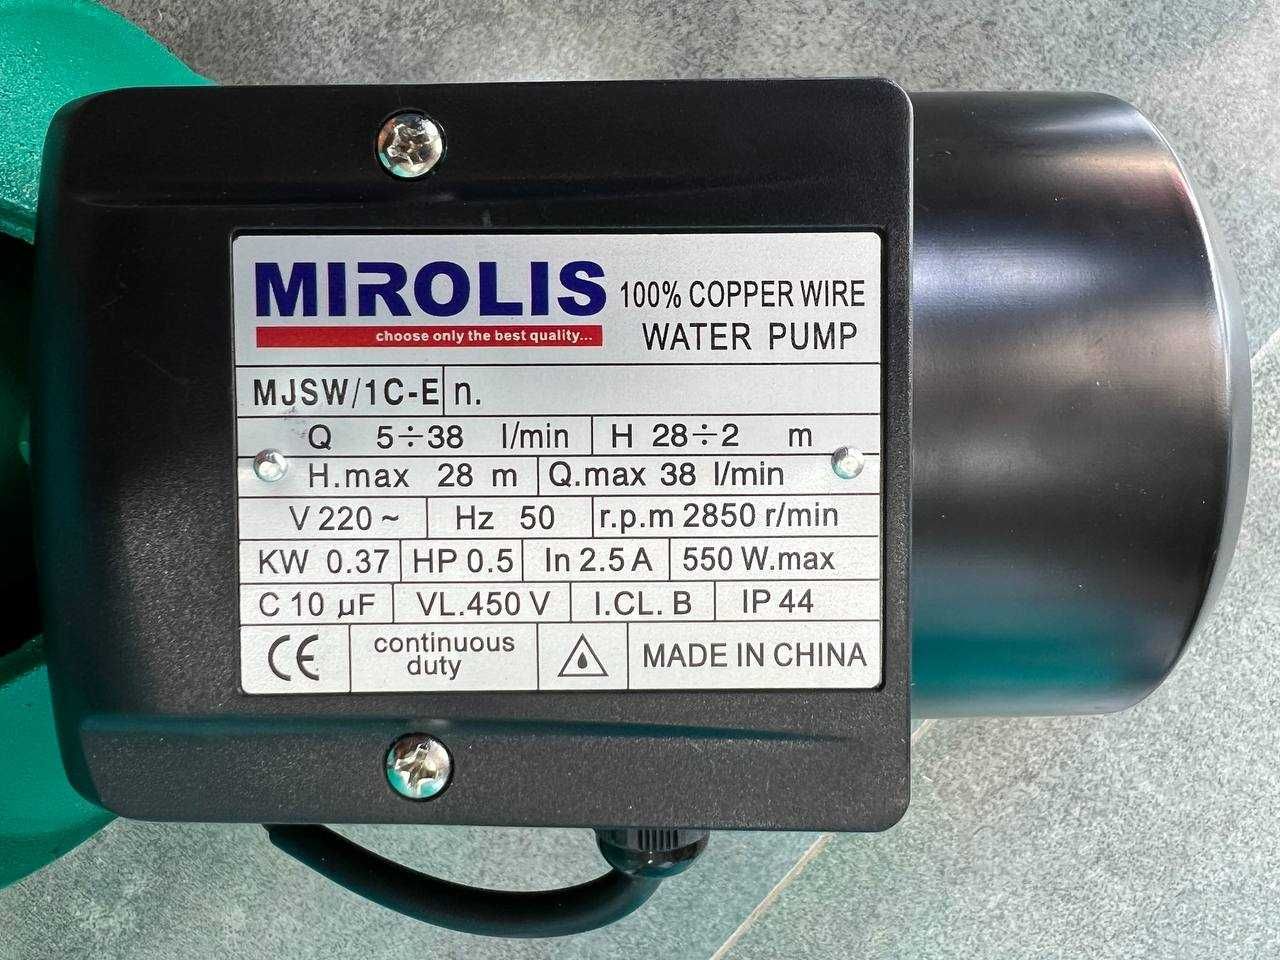 MIROLIS
choose only the best quality...
100% COPPER WIRE
WATER PUMP
MJSW/1C-E n.
Q 5÷38 l/min H 28÷2 m
H.max 28 m Q.max 38 l/min
V 220 ~ Hz 50 r.p.m 2850 r/min
KW 0.37 HP 0.5 In 2.5 A 550 W.max
C 10 µF VL.450 V I.CL. B IP 44
CE continuous duty MADE IN CHINA